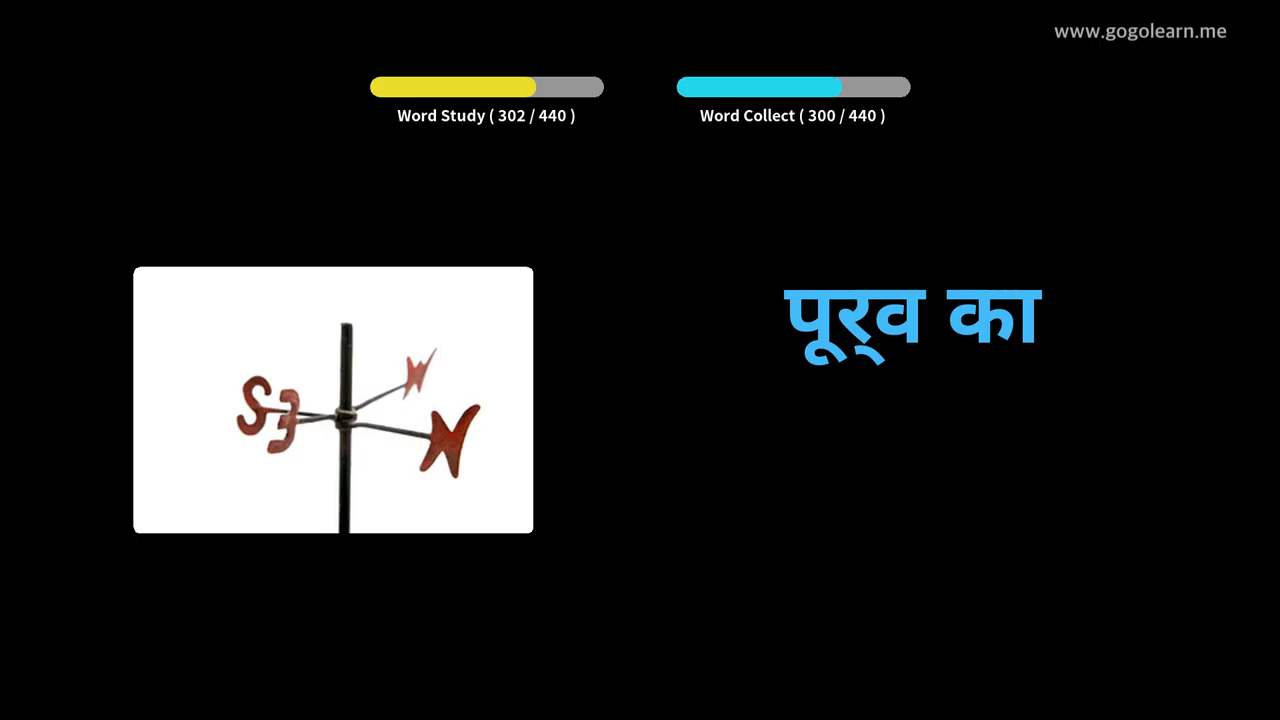 www.gogolearn.me
Word Study ( 302 / 440 )
Word Collect ( 300 / 440 )
पूर्‌व का
S
E
W
N